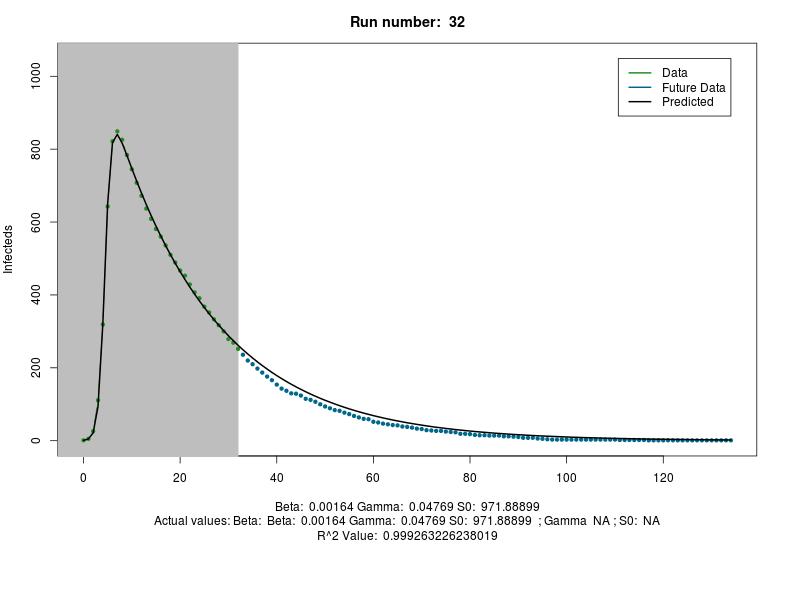 Run number: 32
1000
800
600
400
200
0
Infecteds
Data
Future Data
Predicted
0 20 40 60 80 100 120
Beta: 0.00164 Gamma: 0.04769 S0: 971.88899
Actual values: Beta: Beta: 0.00164 Gamma: 0.04769 S0: 971.88899 ; Gamma NA ; S0: NA
R^2 Value: 0.999263226238019